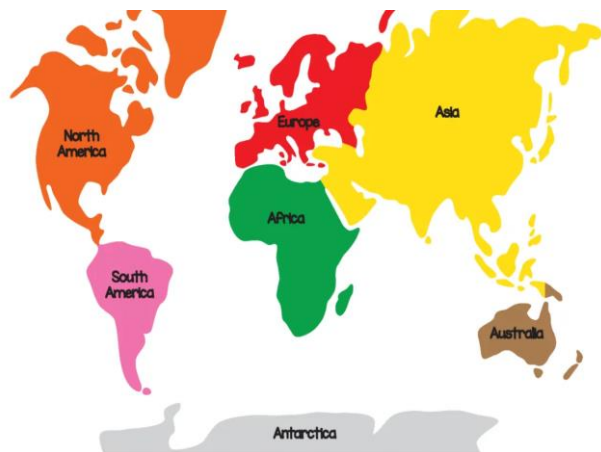 North
America
Europe
Asia
Africa
South
America
Australia
Antarctica